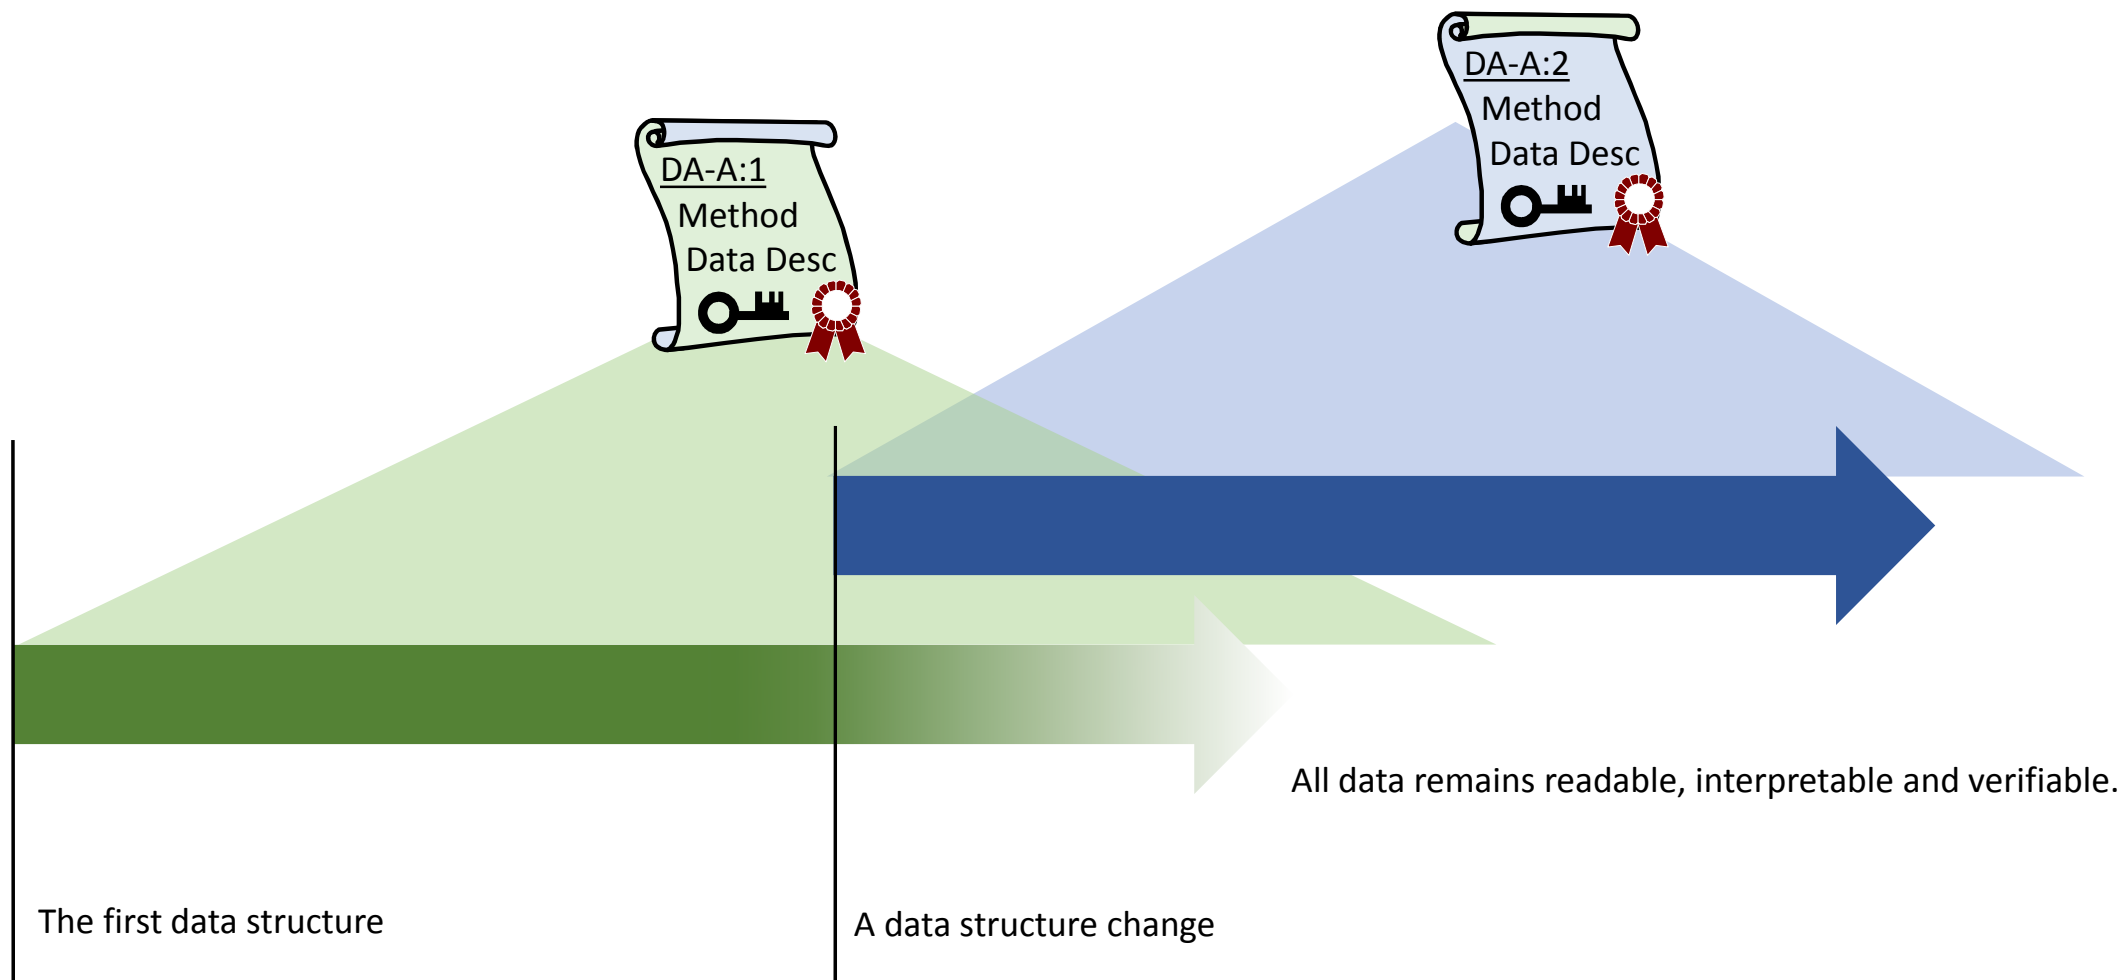 DA-A:2
Method
Data Desc
DA-A:1
Method
Data Desc
All data remains readable, interpretable and verifiable.
The first data structure
A data structure change